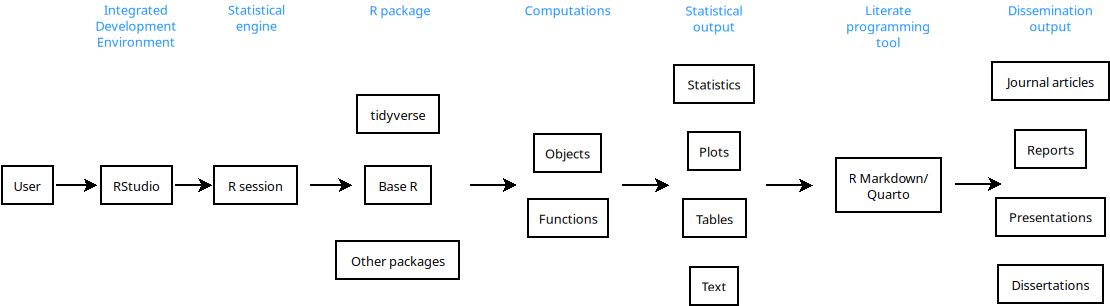 Integrated
Development
Environment
Statistical
engine
R package
Computations
Statistical
output
Literate
programming
tool
Dissemination
output
User
RStudio
R session
tidyverse
Base R
Other packages
Objects
Functions
Statistics
Plots
Tables
Text
R Markdown/
Quarto
Journal articles
Reports
Presentations
Dissertations